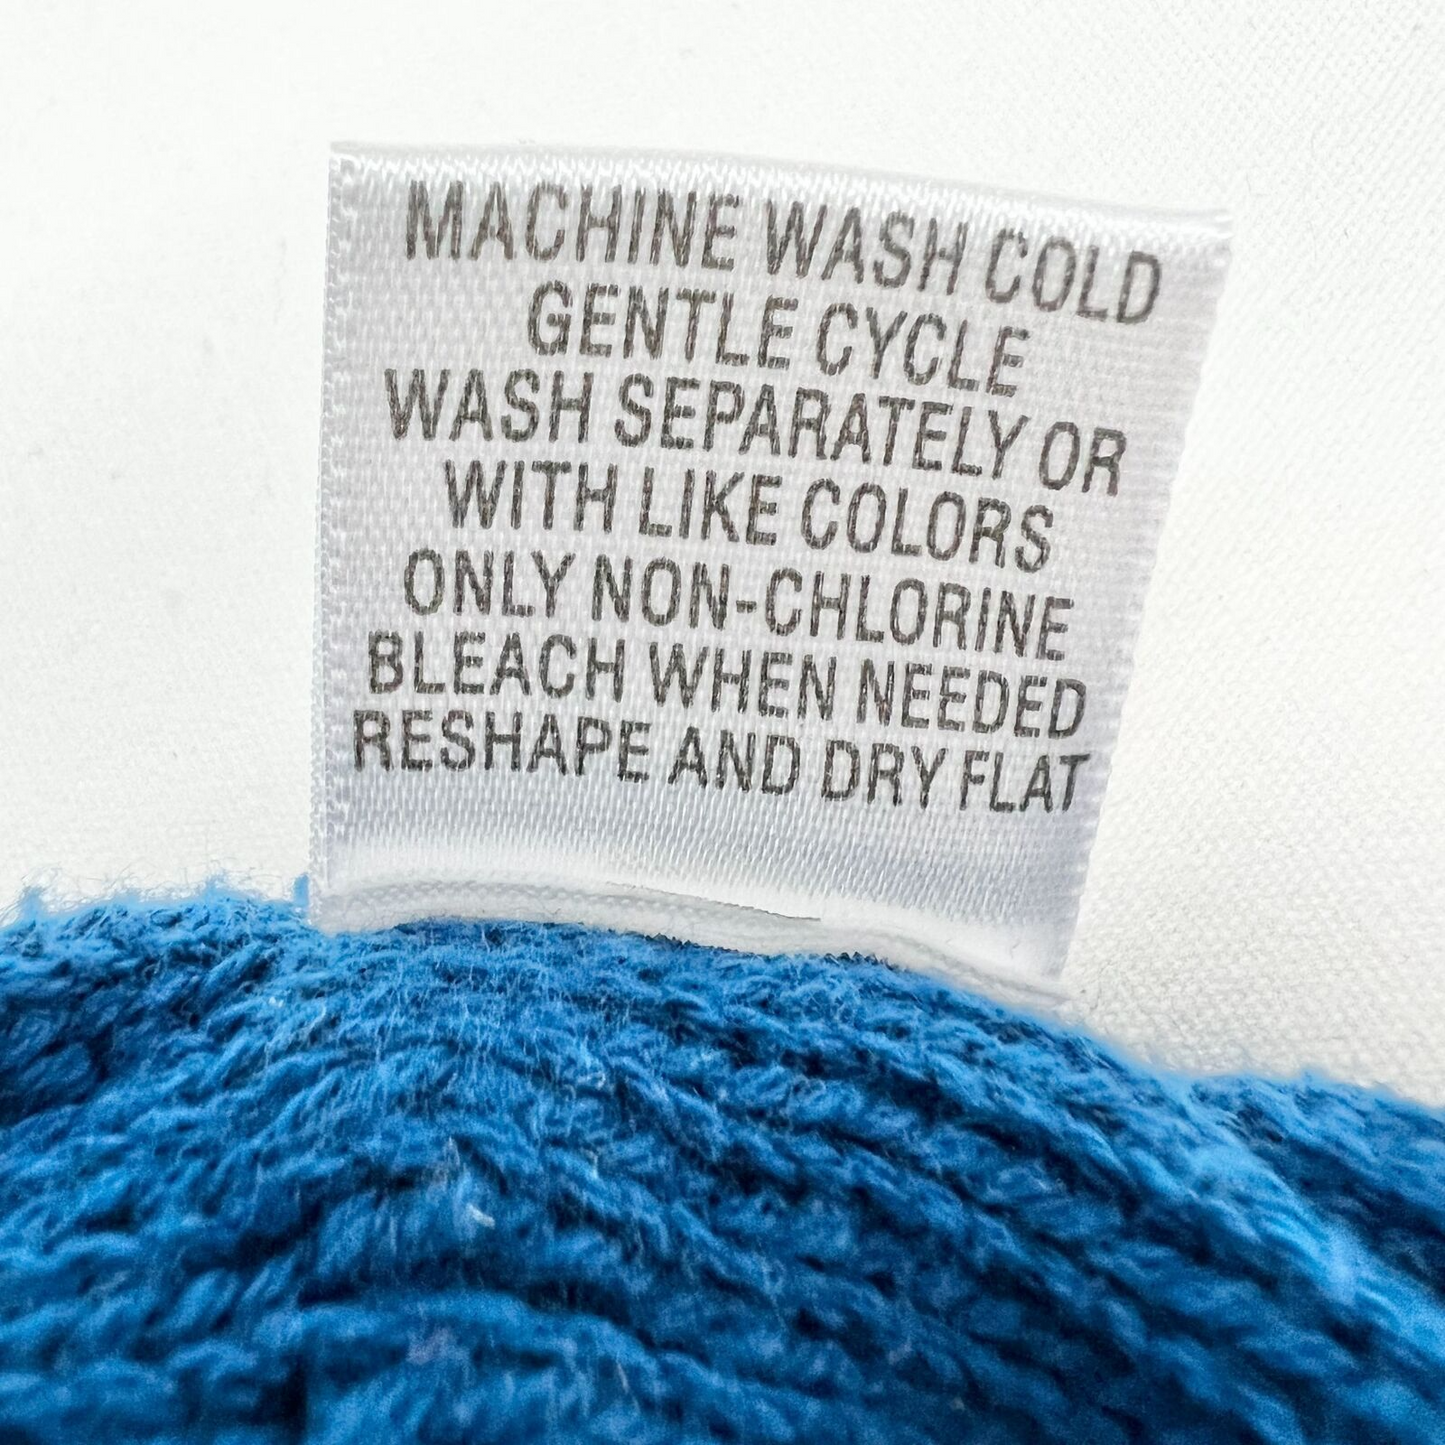 MACHINE WASH COLD
GENTLE CYCLE
WASH SEPARATELY OR
WITH LIKE COLORS
ONLY NON-CHLORINE
BLEACH WHEN NEEDED
RESHAPE AND DRY FLAT